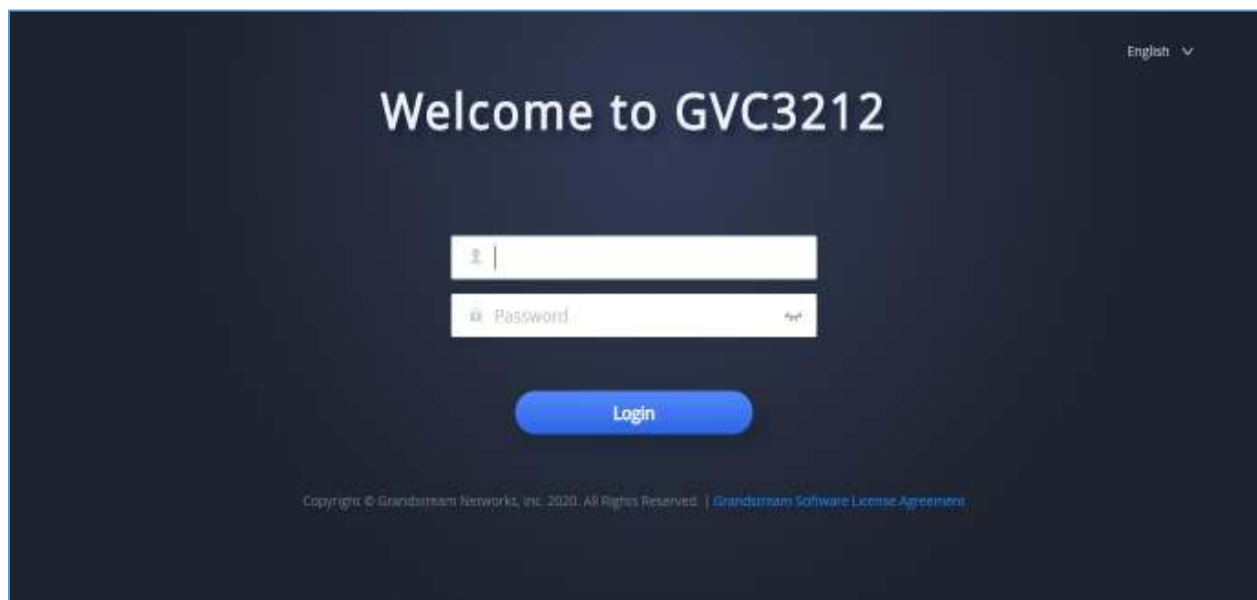 English
Welcome to GVC3212
Password
Login
Copyright © Grandstream Networks, Inc. 2020. All Rights Reserved. | Grandstream Software License Agreement